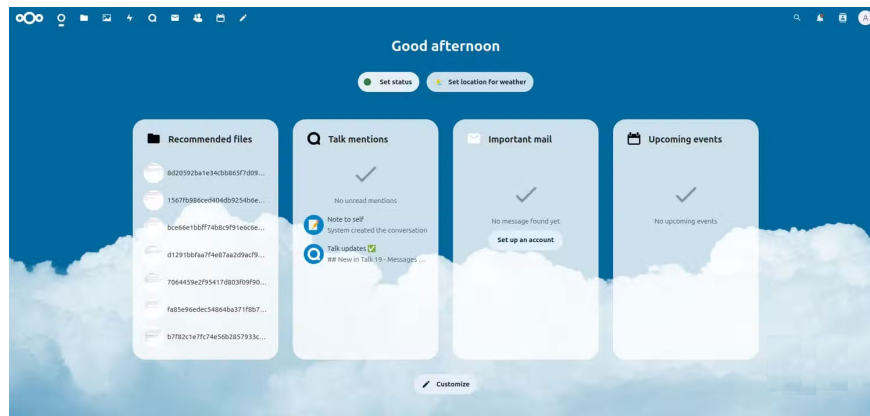 A
Good afternoon
Set status
Set location for weather
Recommended files
8d20592ba1e34cbb865f7d09...
1567fb986ced404db9254b6e...
bce66e1bbff74b8c9f91e6c6e...
d1291bbfaa7f4e87aa2d9acf9...
7064459e2f95417d803f09f90...
fa85e96edec54864ba371f8b7...
b7f82c1e7fc74e56b2857933c...
Talk mentions
No unread mentions
Note to self
System created the conversation
Talk updates ✅
## New in Talk 19 - Messages ...
Important mail
No message found yet
Set up an account
Upcoming events
No upcoming events
Customize